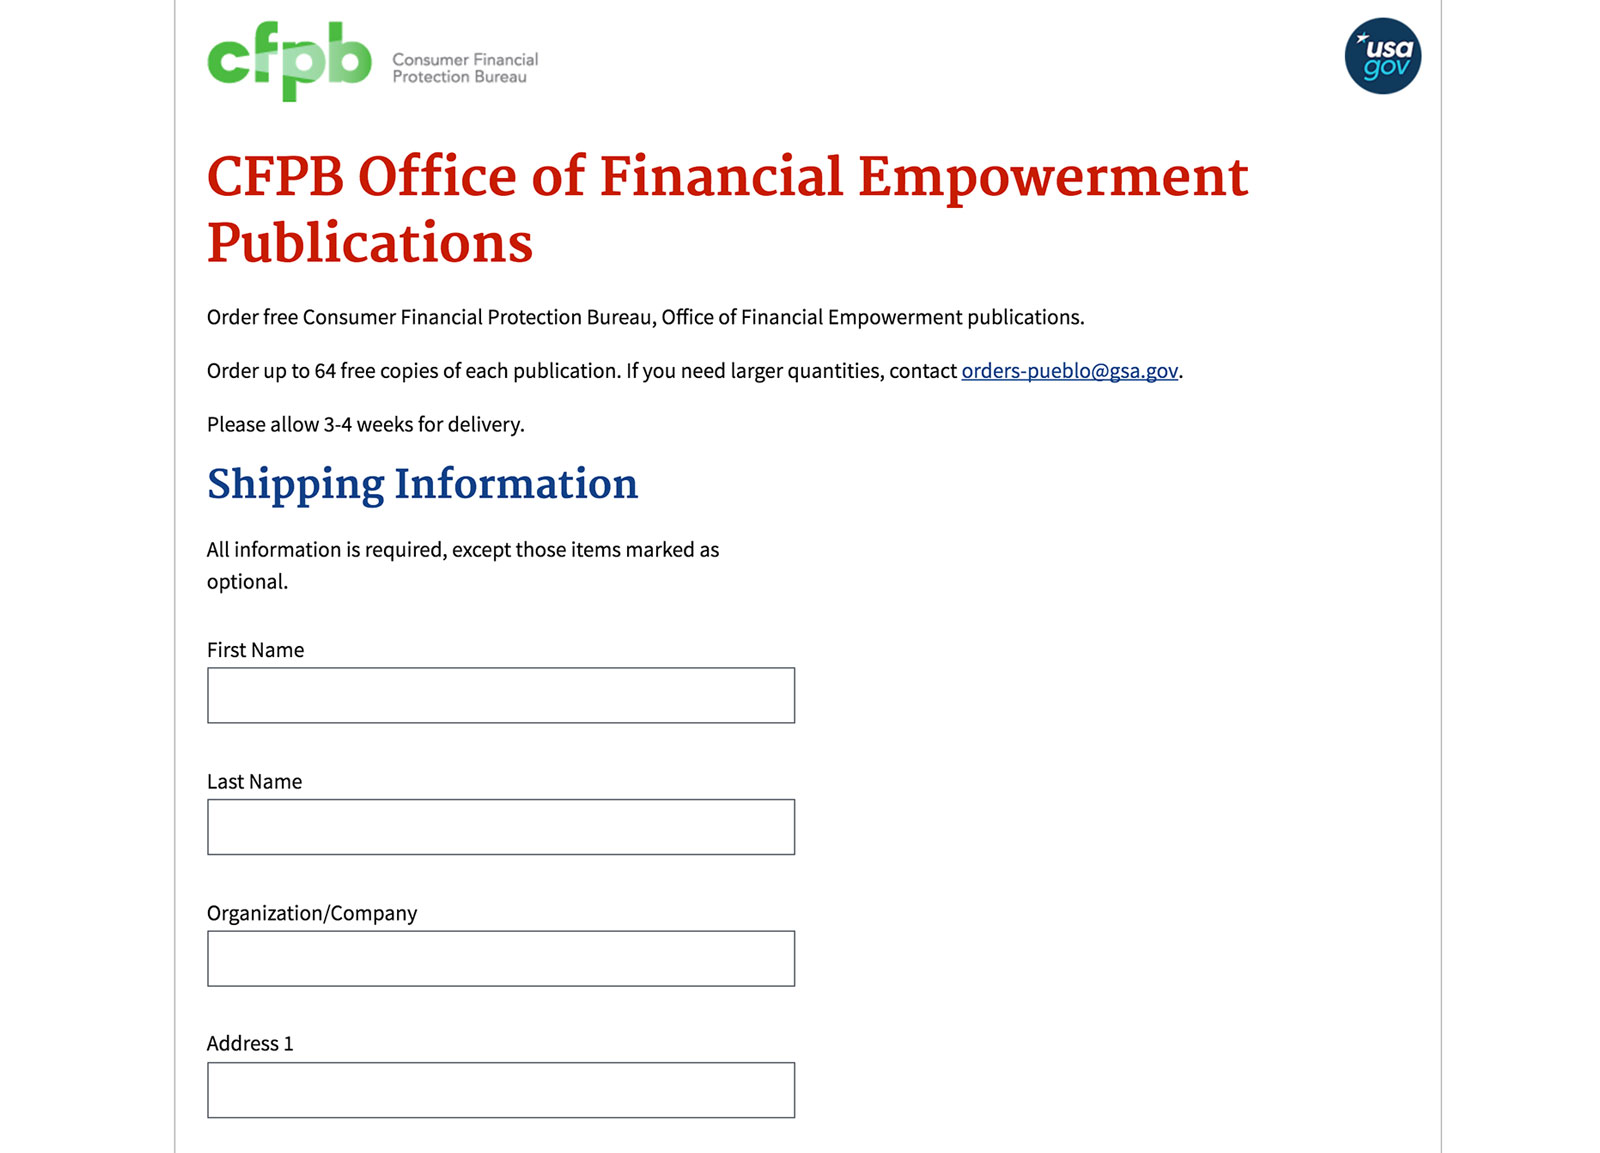 cfpb
Consumer Financial
Protection Bureau
usa
gov
CFPB Office of Financial Empowerment
Publications
Order free Consumer Financial Protection Bureau, Office of Financial Empowerment publications.
Order up to 64 free copies of each publication. If you need larger quantities, contact orders-pueblo@gsa.gov.
Please allow 3-4 weeks for delivery.
Shipping Information
All information is required, except those items marked as
optional.
First Name
Last Name
Organization/Company
Address 1